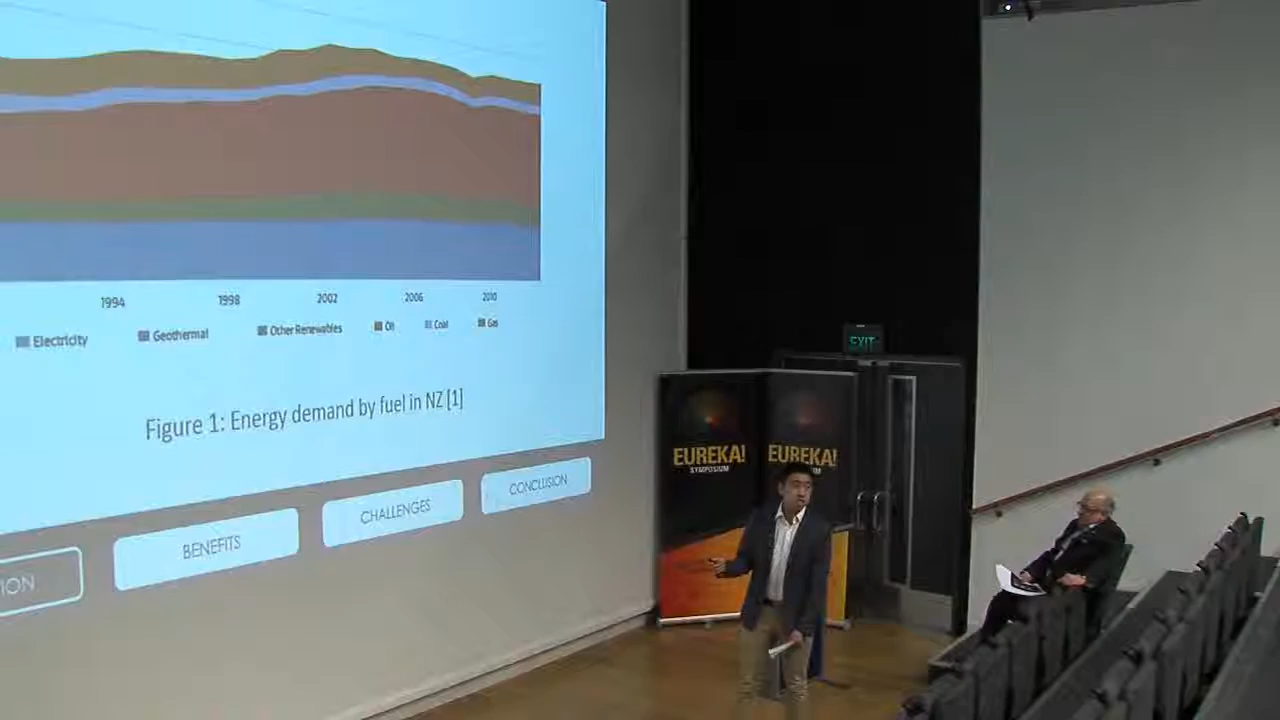 1994 1998 2002 2006 2010
Electricity Geothermal Other Renewables Oil Coal Gas
Figure 1: Energy demand by fuel in NZ [1]
BENEFITS CHALLENGES CONCLUSION
EXIT
EUREKA! EUREKA!
SYMPOSIUM